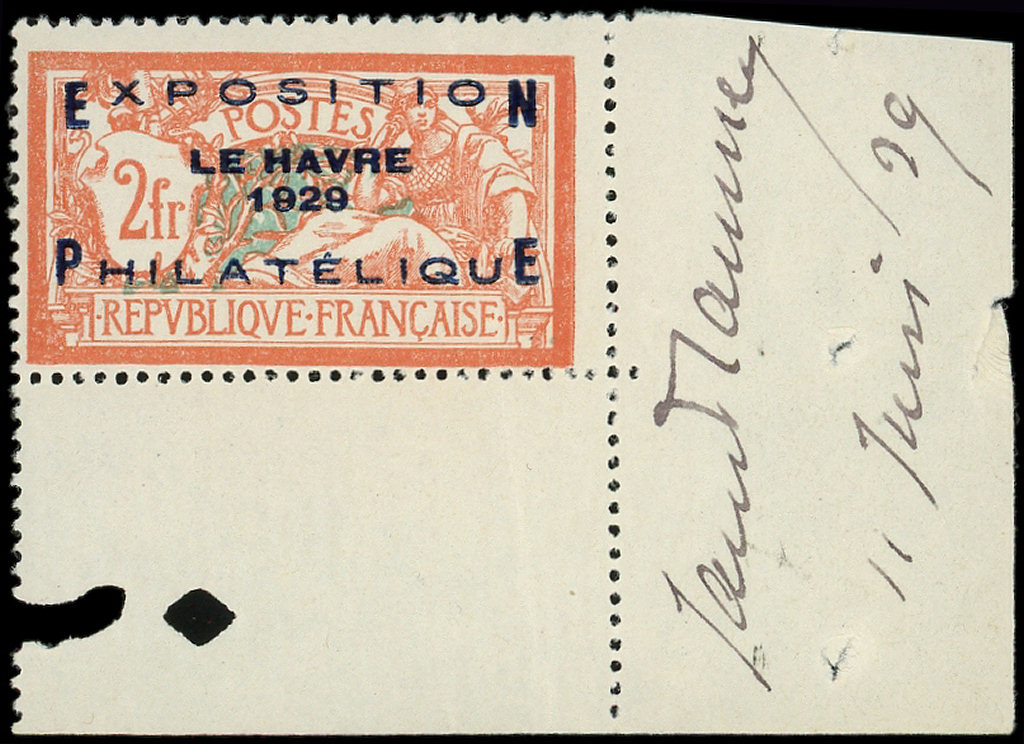 EXPOSITION
E N
POSTES
LE HAVRE
2fr
1929
P E
PHILATÉLIQUE
·REPVBLIQVE·FRANÇAISE·
11 Juin / 29